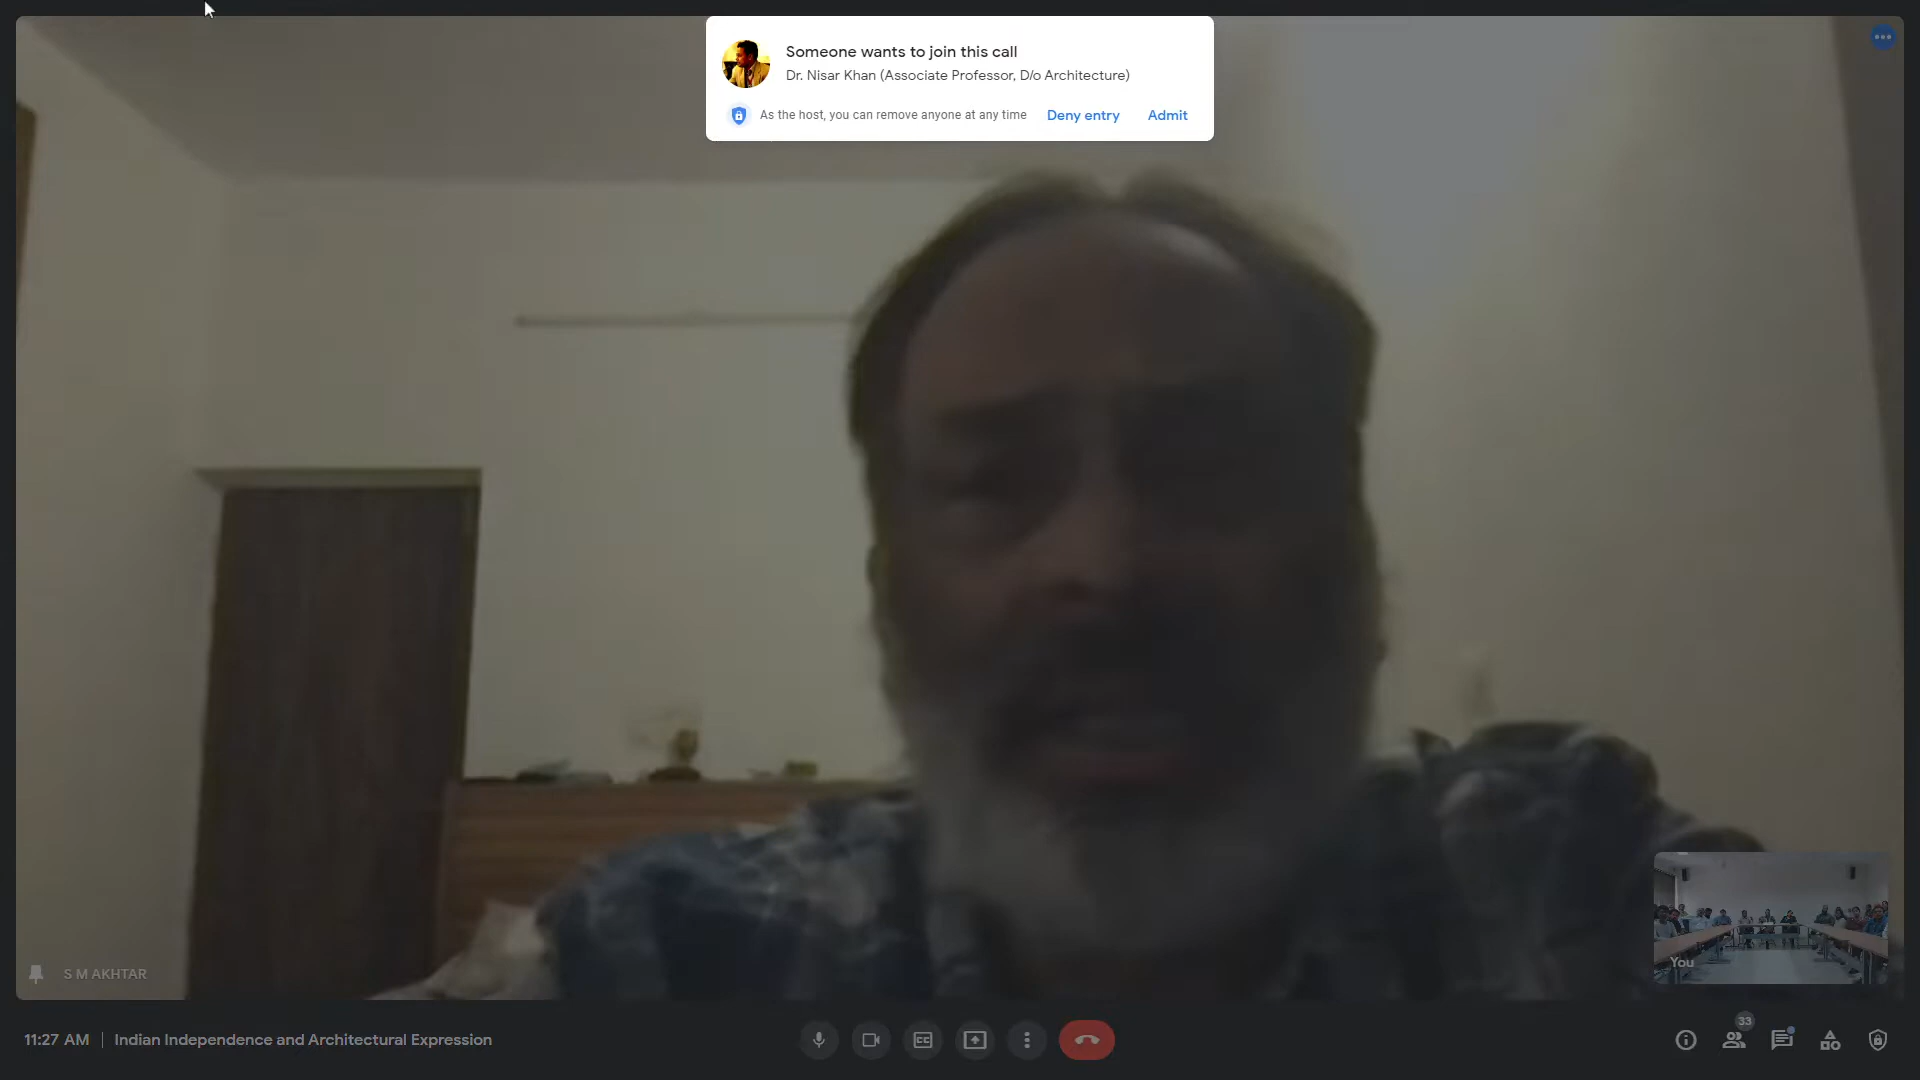 Someone wants to join this call
Dr. Nisar Khan (Associate Professor, D/o Architecture)
As the host, you can remove anyone at any time
Deny entry
Admit
S M AKHTAR
You
11:27 AM | Indian Independence and Architectural Expression
33